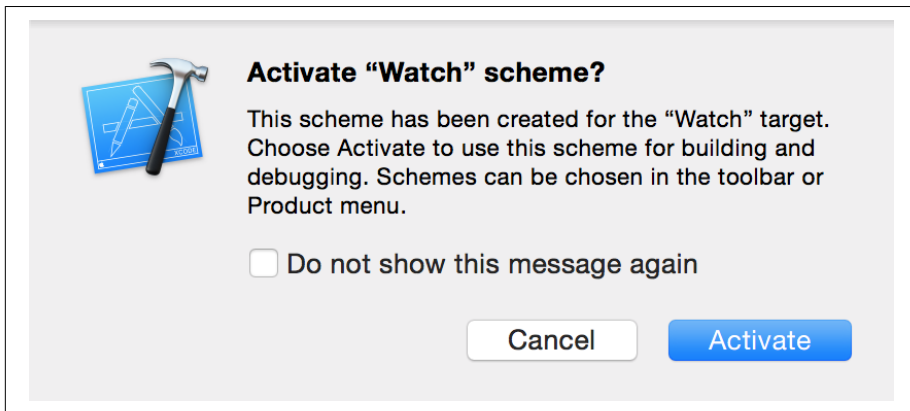 Activate “Watch” scheme?
This scheme has been created for the “Watch” target.
Choose Activate to use this scheme for building and
debugging. Schemes can be chosen in the toolbar or
Product menu.
Do not show this message again
Cancel
Activate
XCODE